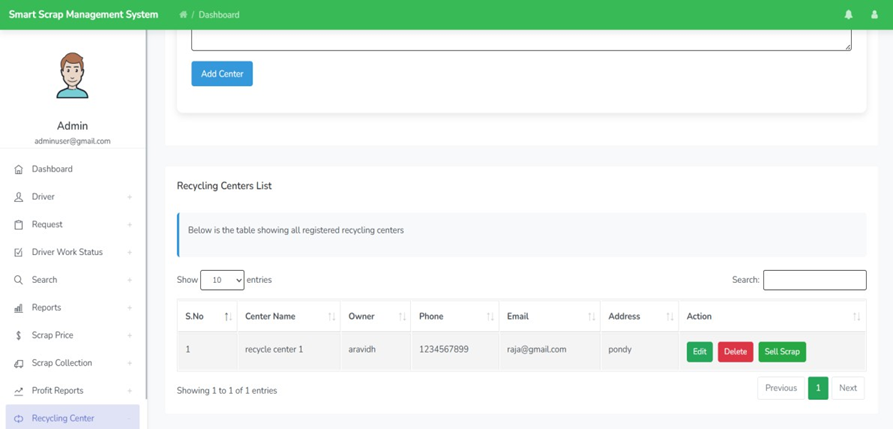 Smart Scrap Management System
/ Dashboard
Add Center
Admin
adminuser@gmail.com
Dashboard
Driver +
Request +
Driver Work Status +
Search +
Reports +
Scrap Price +
Scrap Collection +
Profit Reports +
Recycling Center
Recycling Centers List
Below is the table showing all registered recycling centers
Show 10 entries Search:
S.No Center Name Owner Phone Email Address Action
1 recycle center 1 aravidh 1234567899 raja@gmail.com pondy Edit Delete Sell Scrap
Showing 1 to 1 of 1 entries Previous 1 Next